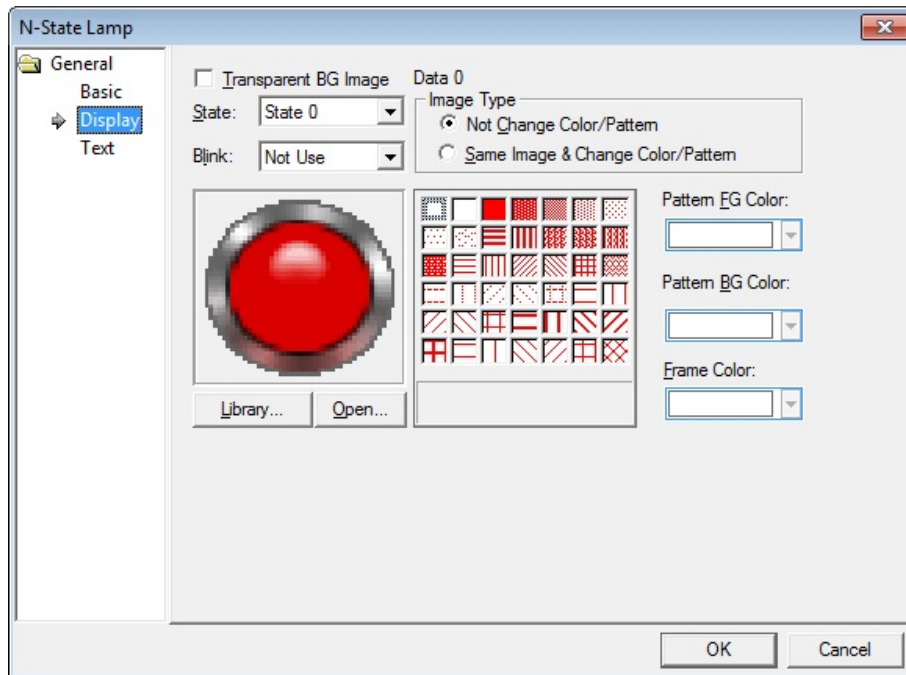 N-State Lamp
General
Basic
Display
Text
Transparent BG Image
Data 0
State: State 0
Image Type
Not Change Color/Pattern
Same Image & Change Color/Pattern
Blink: Not Use
Pattern FG Color:
Pattern BG Color:
Frame Color:
Library...
Open...
OK
Cancel